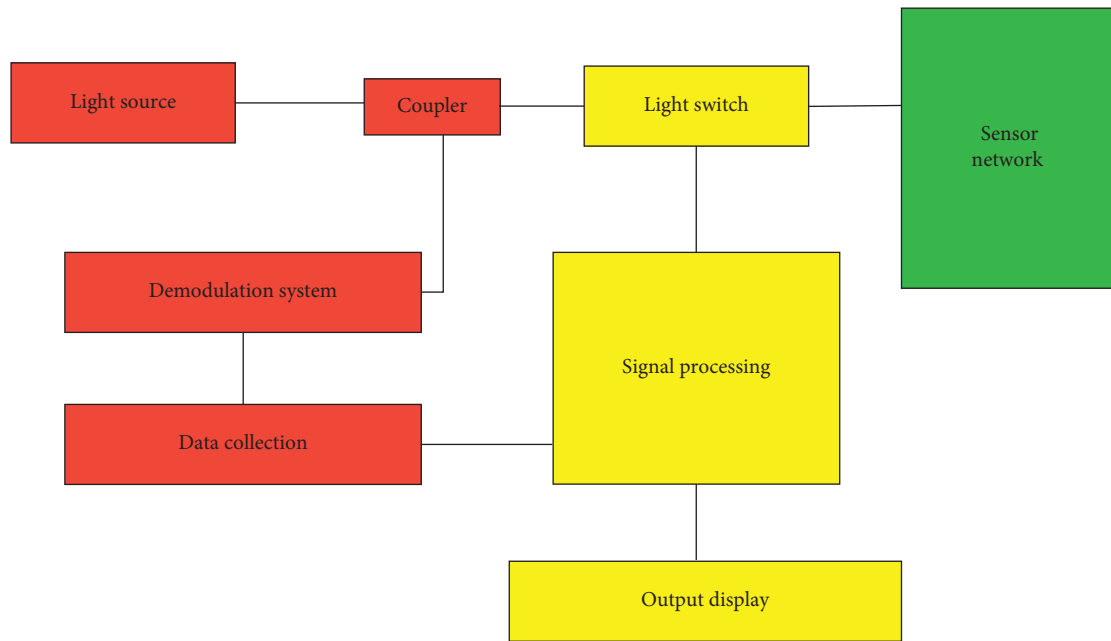 Light source
Coupler
Light switch
Sensor
network
Demodulation system
Signal processing
Data collection
Output display